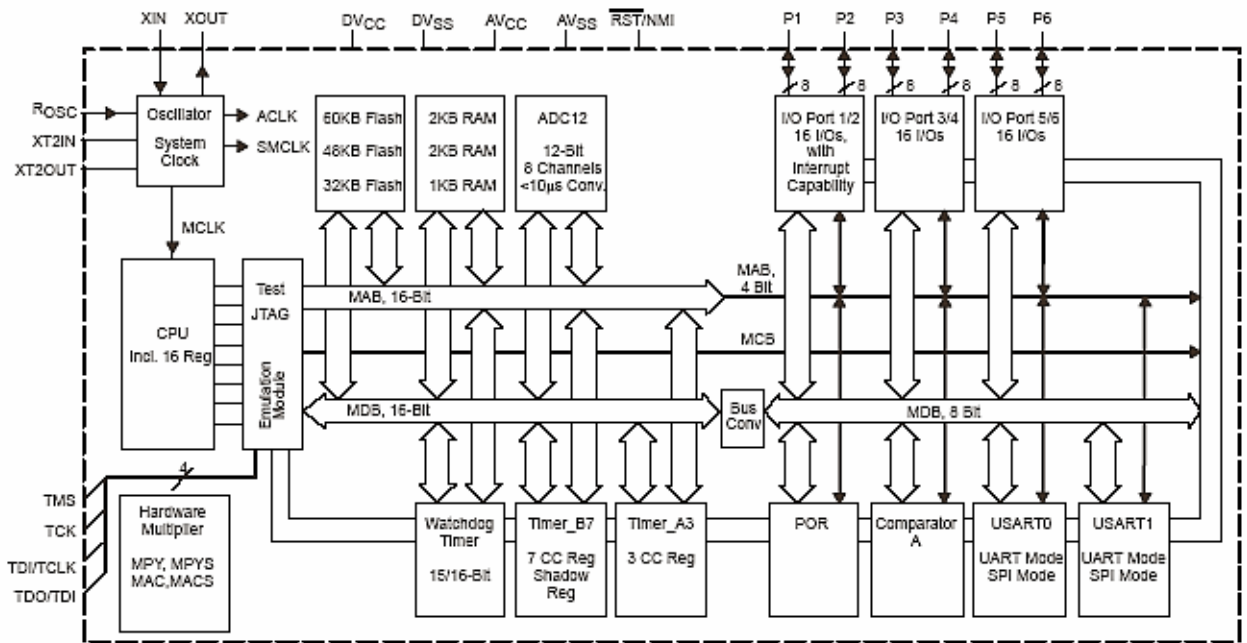 XIN XOUT DVCC DVSS AVCC AVSS RST/NMI P1 P2 P3 P4 P5 P6
8 8 8 8 8 8
ROSC
XT2IN
XT2OUT
Oscillator
System
Clock
ACLK
SMCLK
MCLK
60KB Flash
48KB Flash
32KB Flash
2KB RAM
2KB RAM
1KB RAM
ADC12
12-Bit
8 Channels
<10µs Conv.
I/O Port 1/2
16 I/Os,
with
Interrupt
Capability
I/O Port 3/4
16 I/Os
I/O Port 5/6
16 I/Os
CPU
Incl. 16 Reg
Test
JTAG
Emulation
Module
MAB, 16-Bit
MAB,
4 Bit
MCB
MDB, 16-Bit
Bus
Conv
MDB, 8 Bit
4
TMS
TCK
TDI/TCLK
TDO/TDI
Hardware
Multiplier
MPY, MPYS
MAC,MACS
Watchdog
Timer
15/16-Bit
Timer_B7
7 CC Reg
Shadow
Reg
Timer_A3
3 CC Reg
POR
Comparator
A
USART0
UART Mode
SPI Mode
USART1
UART Mode
SPI Mode